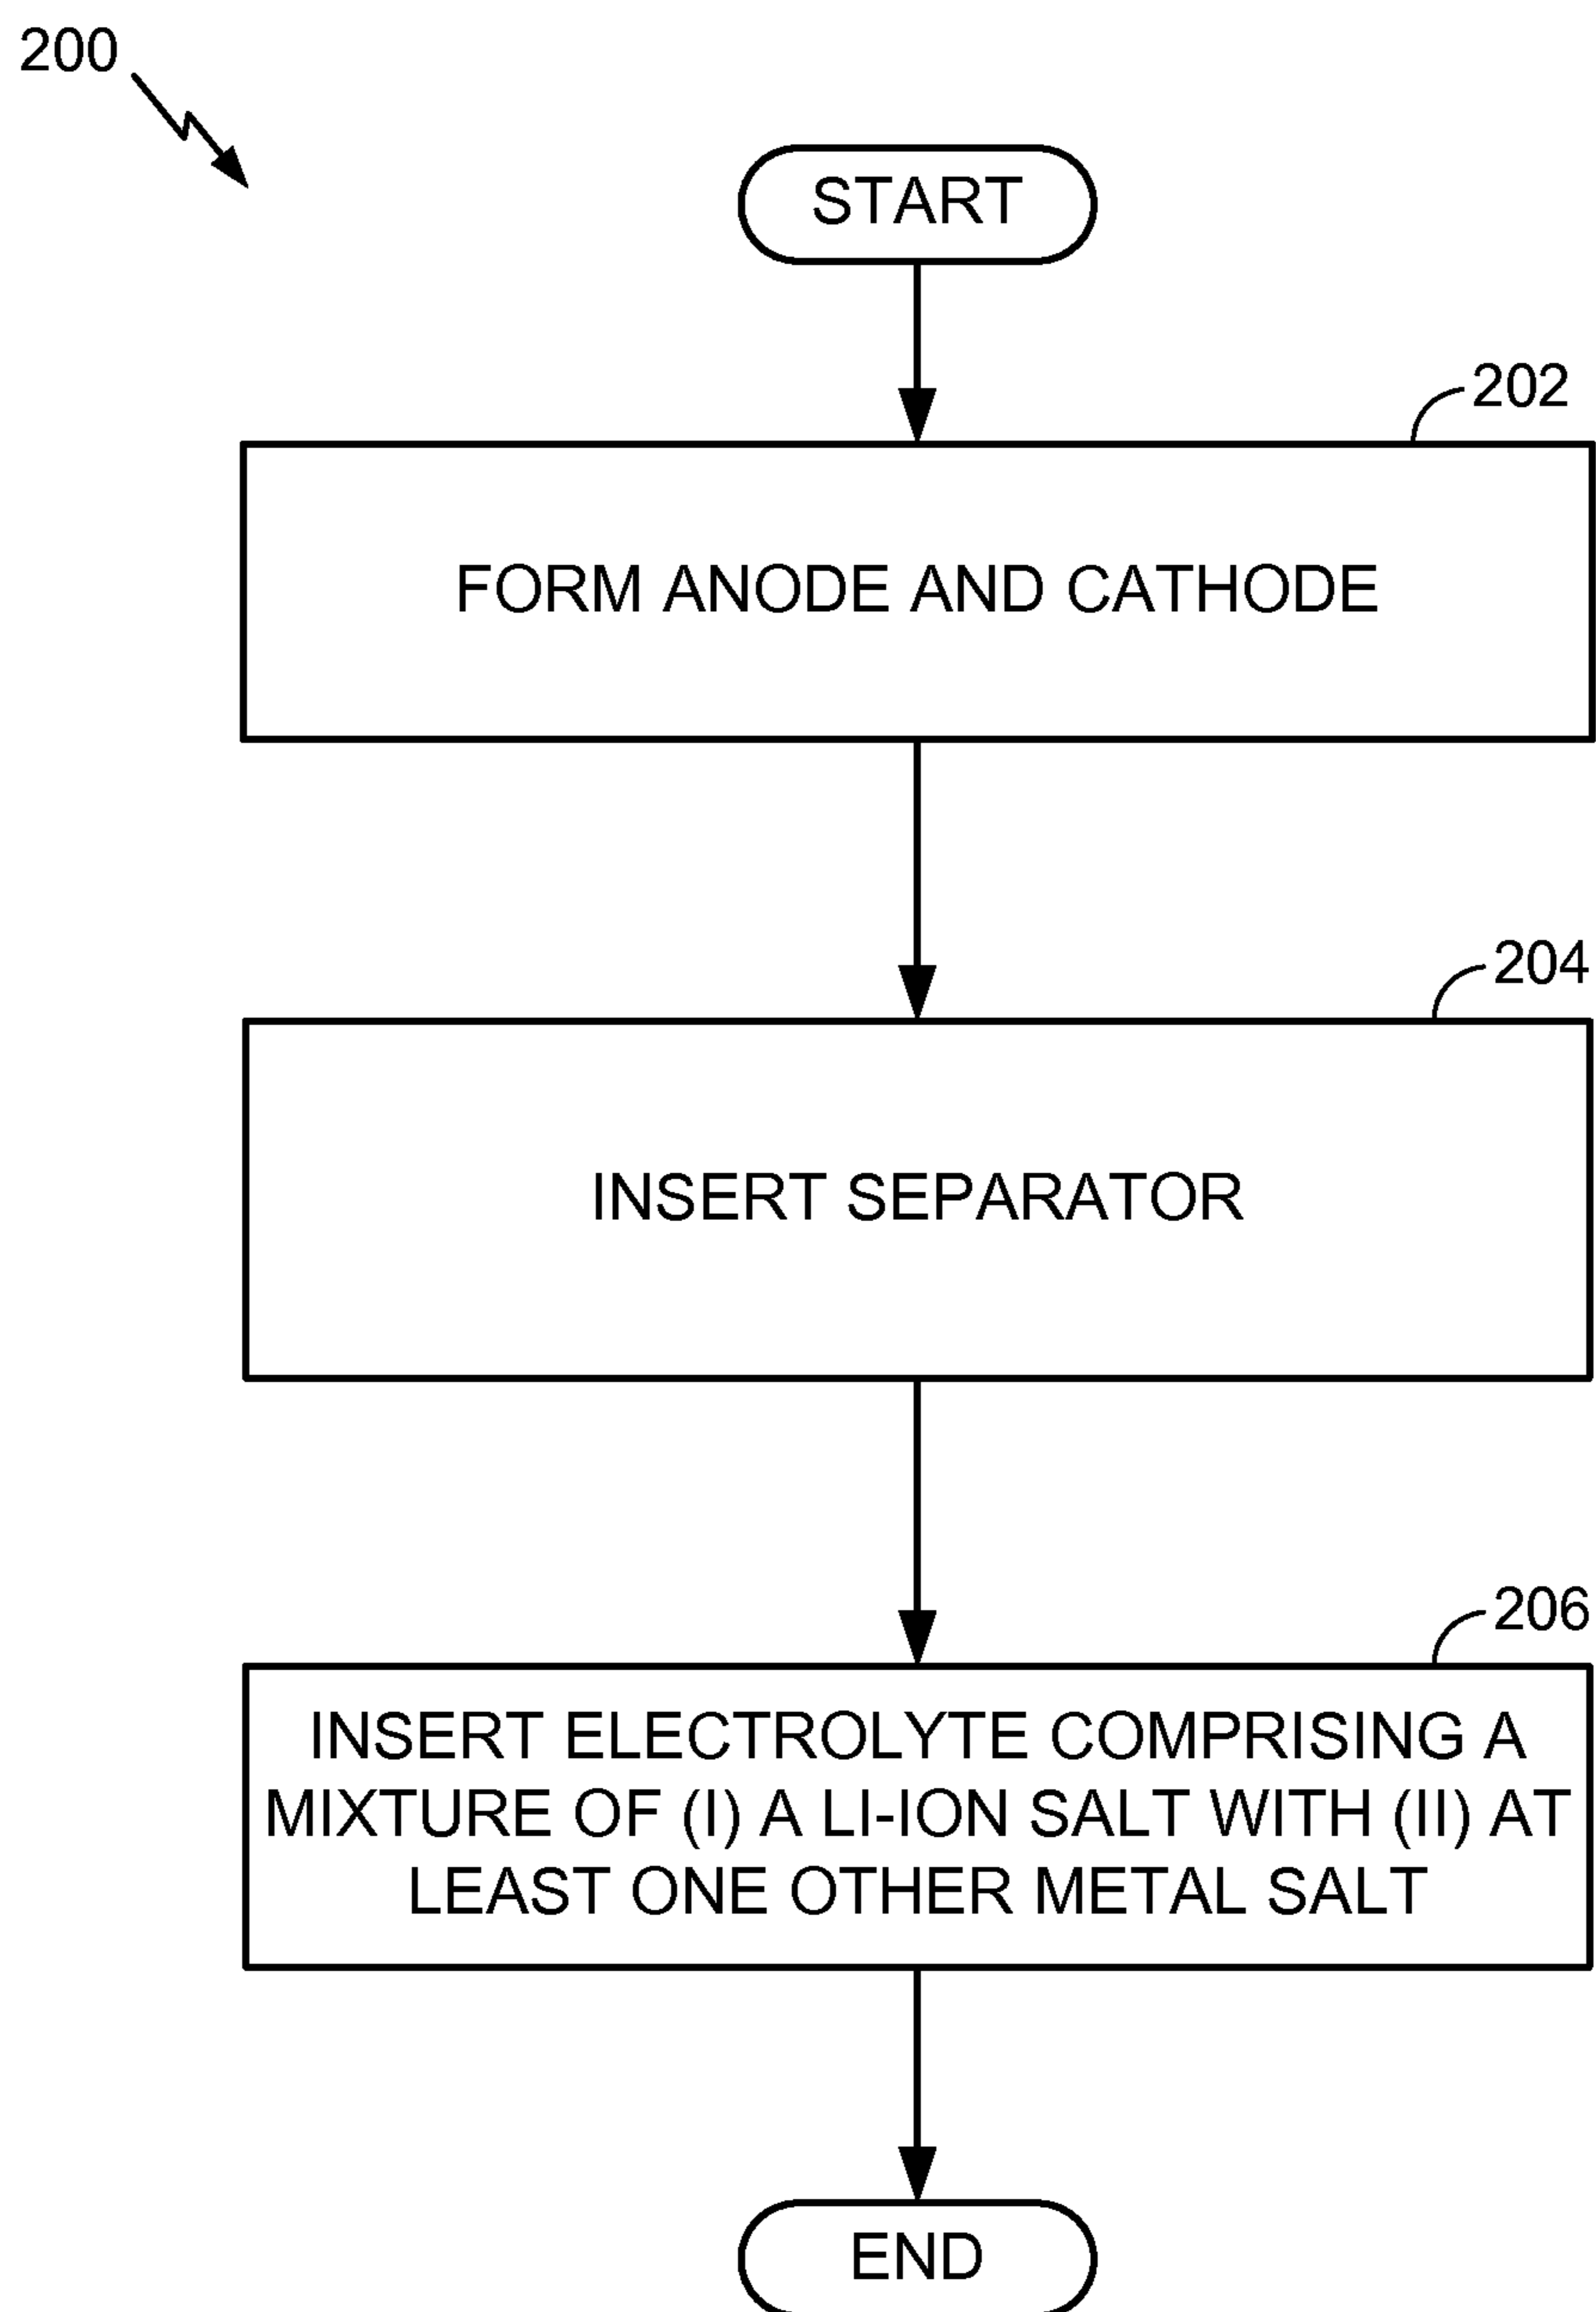 200
START
202
FORM ANODE AND CATHODE
204
INSERT SEPARATOR
206
INSERT ELECTROLYTE COMPRISING A
MIXTURE OF (I) A LI-ION SALT WITH (II) AT
LEAST ONE OTHER METAL SALT
END